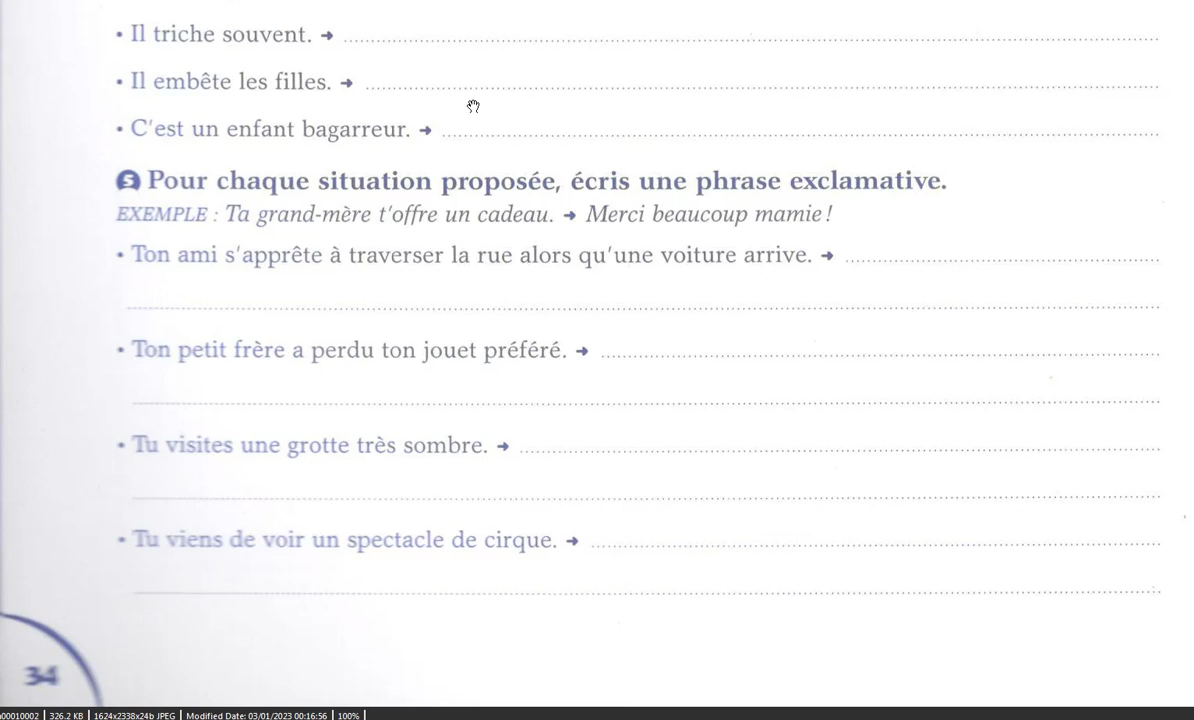 • Il triche souvent. ➜
• Il embête les filles. ➜
• C'est un enfant bagarreur. ➜
5 Pour chaque situation proposée, écris une phrase exclamative.
EXEMPLE : Ta grand-mère t'offre un cadeau. ➜ Merci beaucoup mamie !
• Ton ami s'apprête à traverser la rue alors qu'une voiture arrive. ➜
• Ton petit frère a perdu ton jouet préféré. ➜
• Tu visites une grotte très sombre. ➜
• Tu viens de voir un spectacle de cirque. ➜
34
00010002 | 326.2 KB | 1624x2338x24b JPEG | Modified Date: 03/01/2023 00:16:56 | 100% |